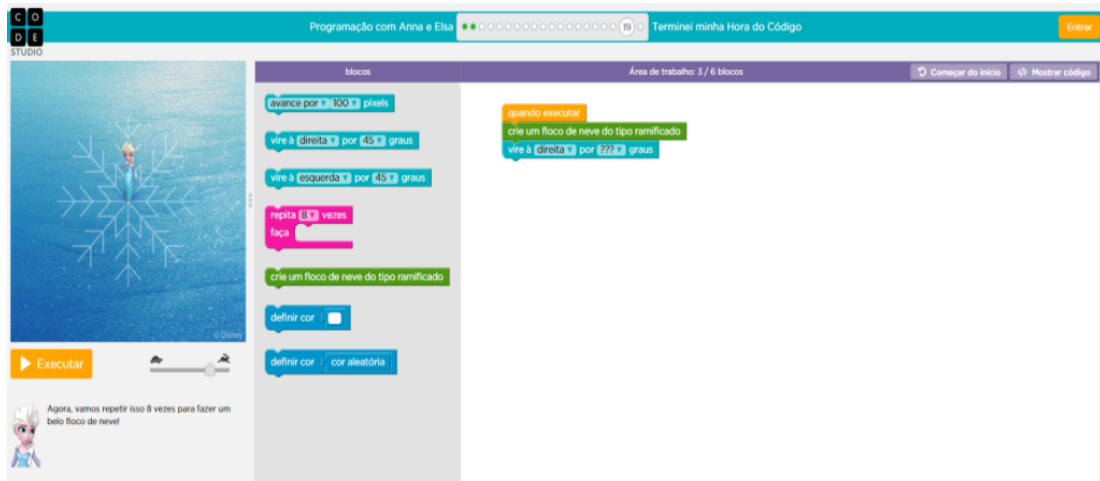 C O
D E
STUDIO
Programação com Anna e Elsa
19
Terminei minha Hora do Código
Entrar
blocos
Área de trabalho: 3 / 6 blocos
Começar do início
Mostrar código
avance por 100 pixels
vire à direita por 45 graus
vire à esquerda por 45 graus
repita 8 vezes
faça
crie um floco de neve do tipo ramificado
definir cor
definir cor cor aleatória
quando executar
crie um floco de neve do tipo ramificado
vire à direita por ??? graus
© Disney
Executar
Agora, vamos repetir isso 8 vezes para fazer um
belo floco de neve!